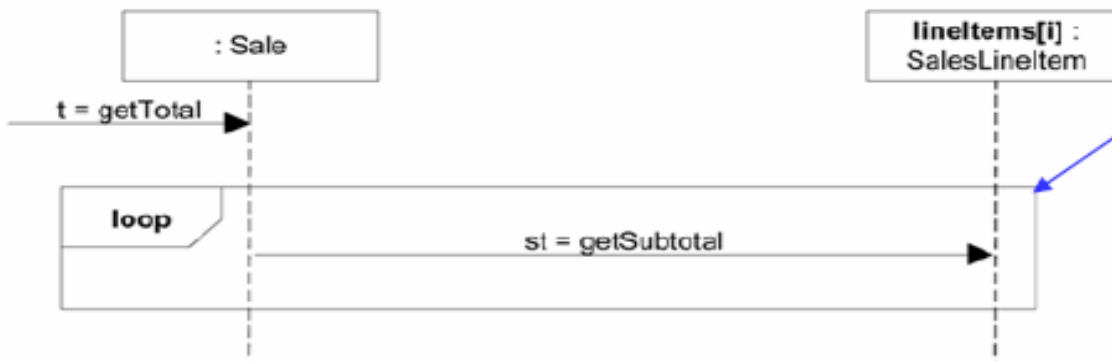 : Sale
lineItems[i] :
SalesLineItem
t = getTotal
loop
st = getSubtotal